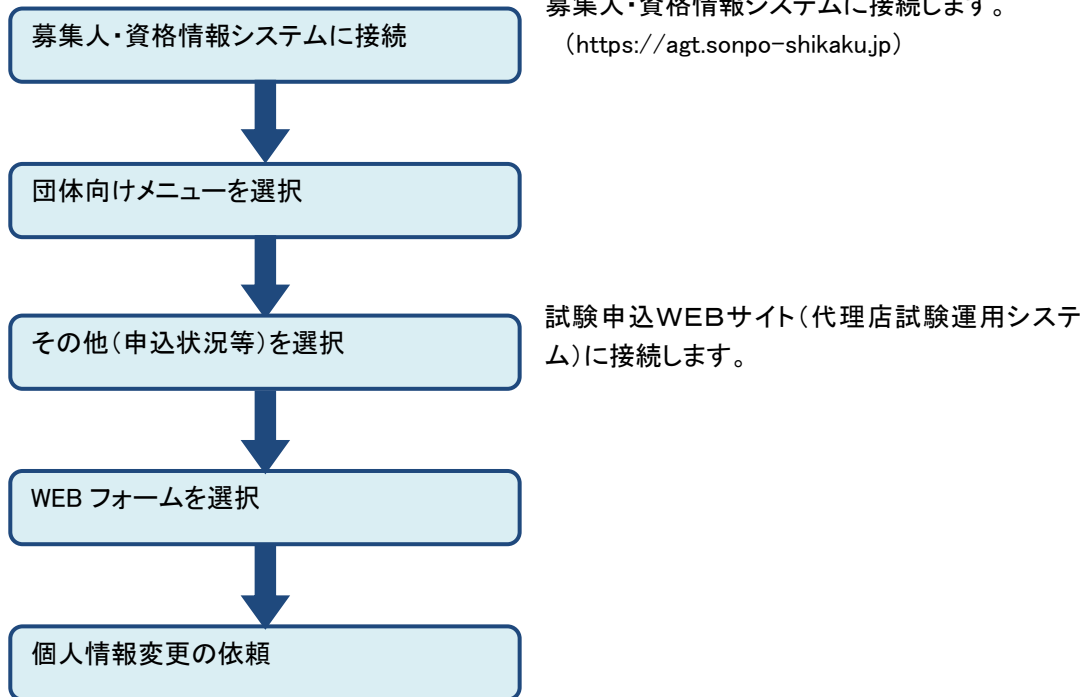 募集人・資格情報システムに接続
募集人・資格情報システムに接続します。
（https://agt.sonpo-shikaku.jp）
団体向けメニューを選択
その他（申込状況等）を選択
試験申込ＷＥＢサイト（代理店試験運用システ
ム）に接続します。
WEB フォームを選択
個人情報変更の依頼